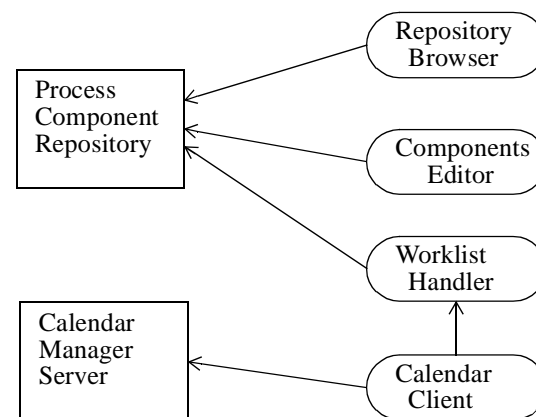 Repository
Browser
Process
Component
Repository
Components
Editor
Worklist
Handler
Calendar
Manager
Server
Calendar
Client